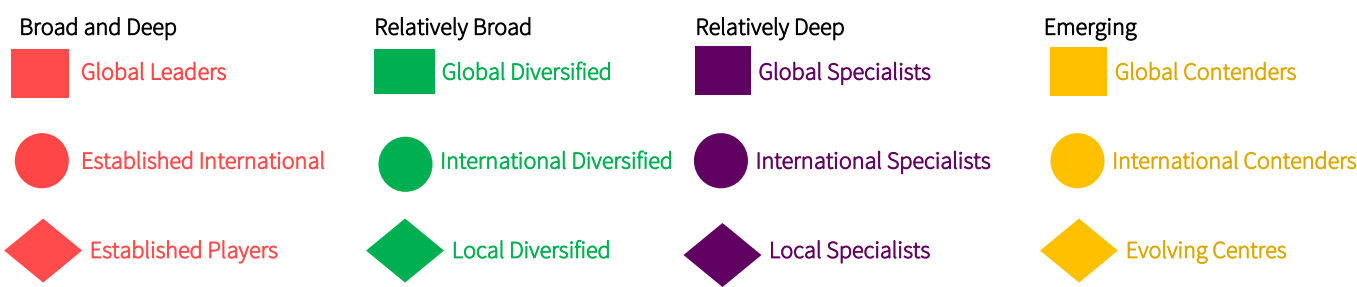 Broad and Deep
Relatively Broad
Relatively Deep
Emerging
Global Leaders
Global Diversified
Global Specialists
Global Contenders
Established International
International Diversified
International Specialists
International Contenders
Established Players
Local Diversified
Local Specialists
Evolving Centres